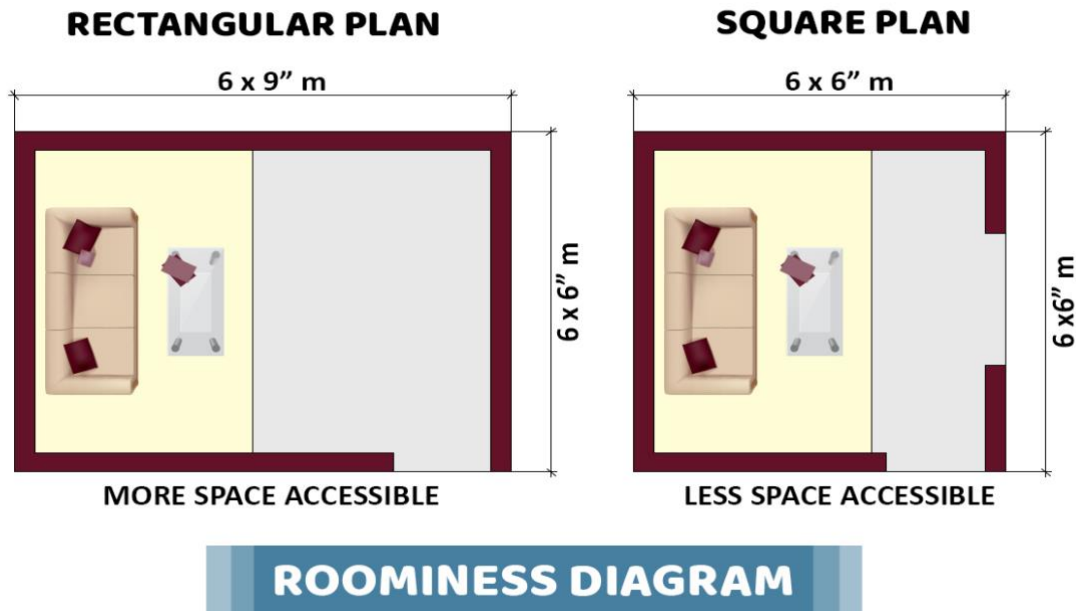 RECTANGULAR PLAN
6 x 9” m
6 x 6” m
MORE SPACE ACCESSIBLE
SQUARE PLAN
6 x 6” m
6 x6” m
LESS SPACE ACCESSIBLE
ROOMINESS DIAGRAM